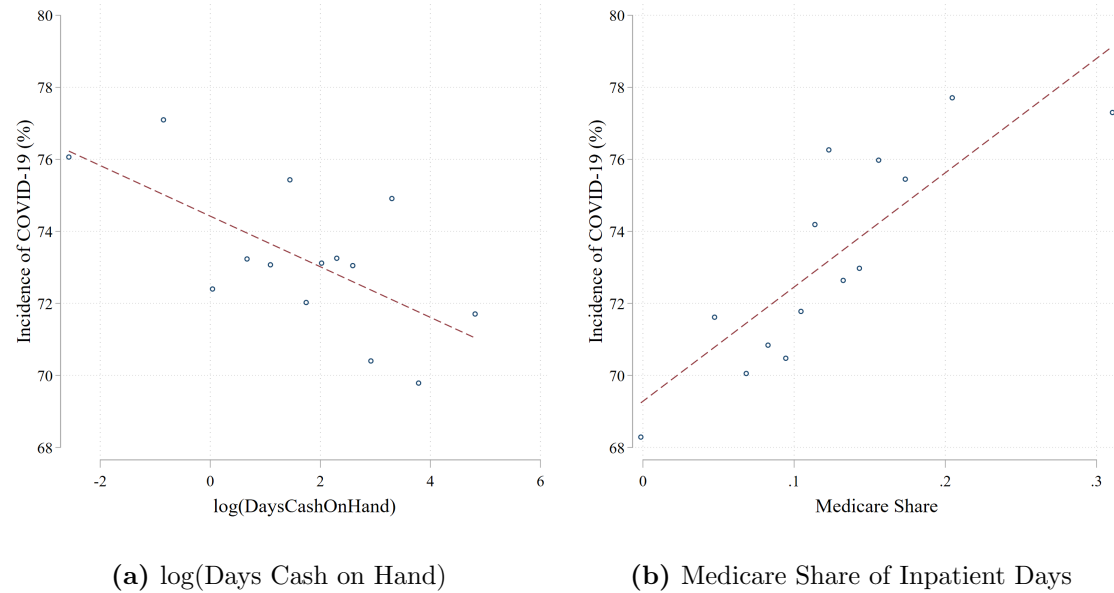 80
78
76
74
72
70
68
Incidence of COVID-19 (%)
-2 0 2 4 6
log(DaysCashOnHand)
(a) log(Days Cash on Hand)
80
78
76
74
72
70
68
Incidence of COVID-19 (%)
0 .1 .2 .3
Medicare Share
(b) Medicare Share of Inpatient Days